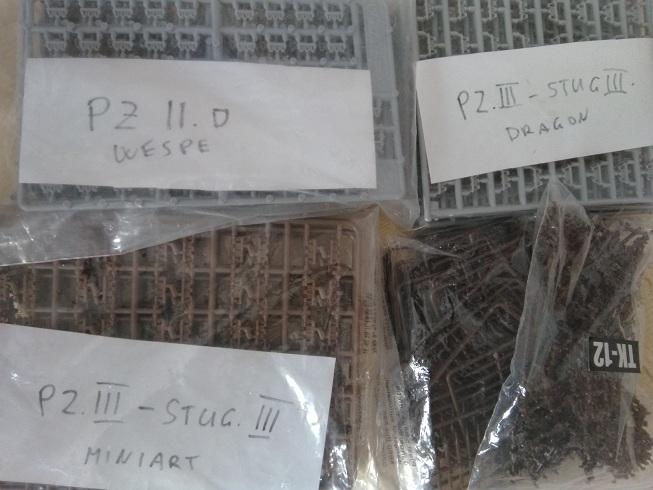 PZ II.D
WESPE
PZ.III - STUG III.
DRAGON
PZ.III - STUG. III
MINIART
TK-12